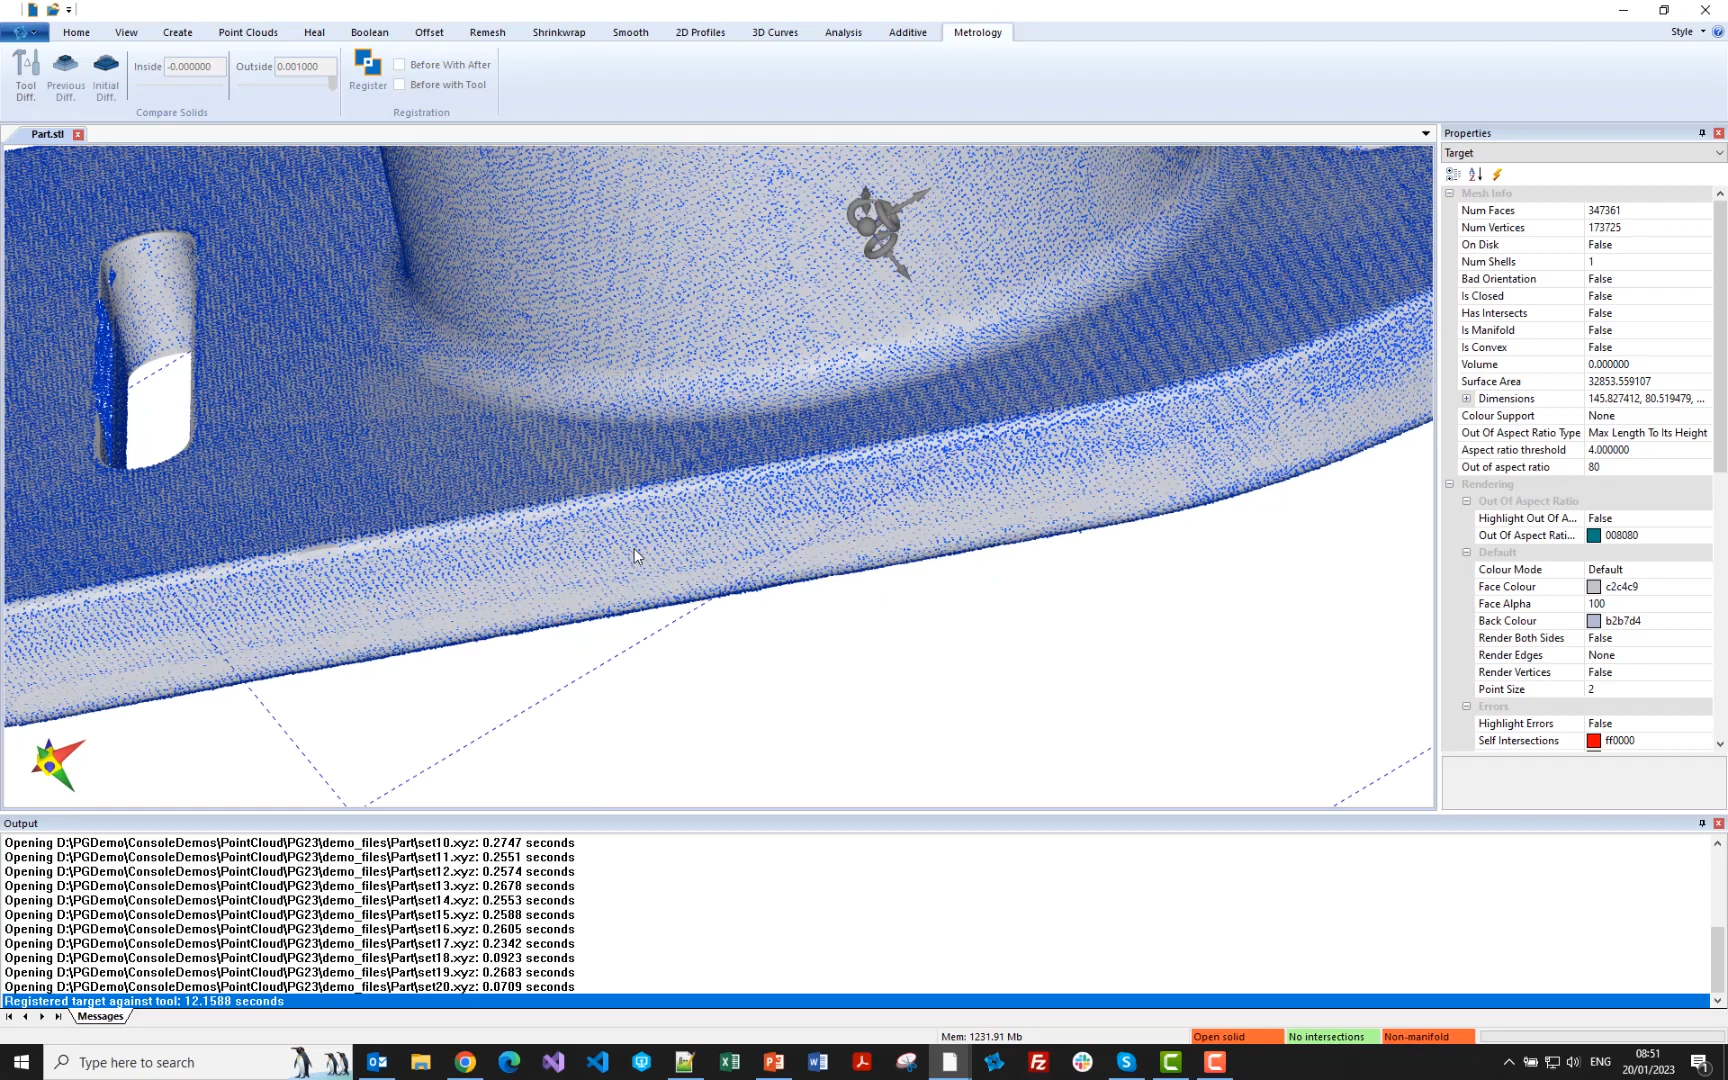 Home View Create Point Clouds Heal Boolean Offset Remesh Shrinkwrap Smooth 2D Profiles 3D Curves Analysis Additive Metrology Style
Tool Diff.
Previous Diff.
Initial Diff.
Inside -0.000000
Outside 0.001000
Compare Solids
Register
Before With After
Before with Tool
Registration
Part.stl
Properties
Target
Mesh Info
Num Faces 347361
Num Vertices 173725
On Disk False
Num Shells 1
Bad Orientation False
Is Closed False
Has Intersects False
Is Manifold False
Is Convex False
Volume 0.000000
Surface Area 32853.559107
Dimensions 145.827412, 80.519479, ...
Colour Support None
Out Of Aspect Ratio Type Max Length To Its Height
Aspect ratio threshold 4.000000
Out of aspect ratio 80
Rendering
Out Of Aspect Ratio
Highlight Out Of A... False
Out Of Aspect Rati... 008080
Default
Colour Mode Default
Face Colour c2c4c9
Face Alpha 100
Back Colour b2b7d4
Render Both Sides False
Render Edges None
Render Vertices False
Point Size 2
Errors
Highlight Errors False
Self Intersections ff0000
Output
Opening D:\PGDemo\ConsoleDemos\PointCloud\PG23\demo_files\Part\set10.xyz: 0.2747 seconds
Opening D:\PGDemo\ConsoleDemos\PointCloud\PG23\demo_files\Part\set11.xyz: 0.2551 seconds
Opening D:\PGDemo\ConsoleDemos\PointCloud\PG23\demo_files\Part\set12.xyz: 0.2574 seconds
Opening D:\PGDemo\ConsoleDemos\PointCloud\PG23\demo_files\Part\set13.xyz: 0.2678 seconds
Opening D:\PGDemo\ConsoleDemos\PointCloud\PG23\demo_files\Part\set14.xyz: 0.2553 seconds
Opening D:\PGDemo\ConsoleDemos\PointCloud\PG23\demo_files\Part\set15.xyz: 0.2588 seconds
Opening D:\PGDemo\ConsoleDemos\PointCloud\PG23\demo_files\Part\set16.xyz: 0.2605 seconds
Opening D:\PGDemo\ConsoleDemos\PointCloud\PG23\demo_files\Part\set17.xyz: 0.2342 seconds
Opening D:\PGDemo\ConsoleDemos\PointCloud\PG23\demo_files\Part\set18.xyz: 0.0923 seconds
Opening D:\PGDemo\ConsoleDemos\PointCloud\PG23\demo_files\Part\set19.xyz: 0.2683 seconds
Opening D:\PGDemo\ConsoleDemos\PointCloud\PG23\demo_files\Part\set20.xyz: 0.0709 seconds
Registered target against tool: 12.1588 seconds
Messages
Mem: 1231.91 Mb Open solid No intersections Non-manifold
Type here to search
ENG
08:51
20/01/2023